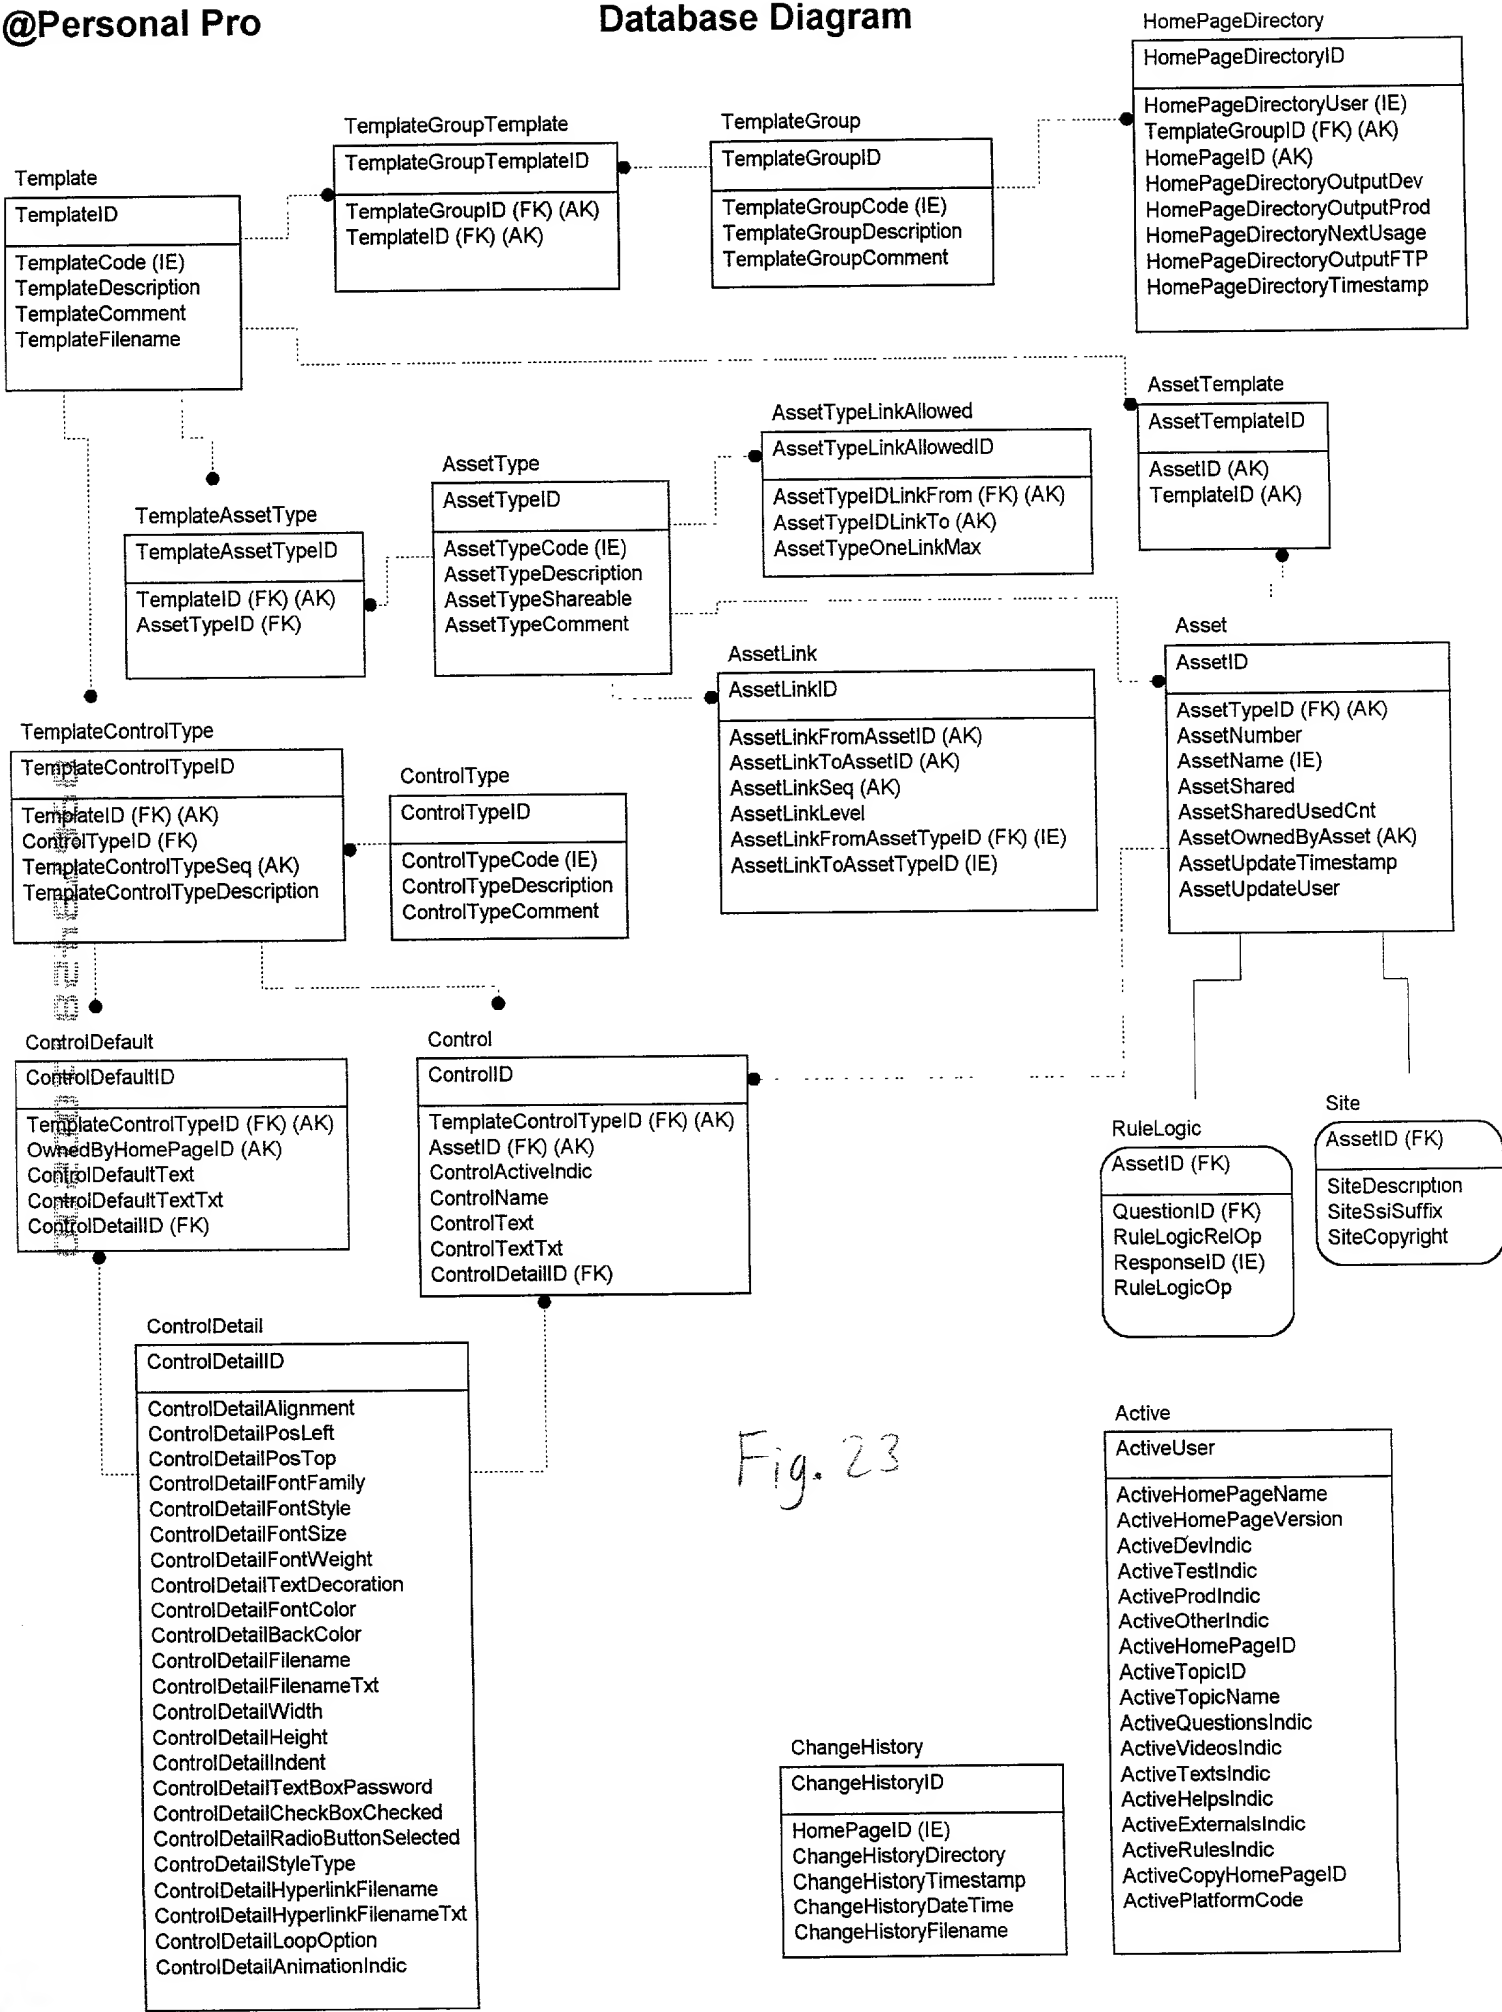 @Personal Pro
Database Diagram
HomePageDirectory
HomePageDirectoryID
HomePageDirectoryUser (IE)
TemplateGroupID (FK) (AK)
HomePageID (AK)
HomePageDirectoryOutputDev
HomePageDirectoryOutputProd
HomePageDirectoryNextUsage
HomePageDirectoryOutputFTP
HomePageDirectoryTimestamp
TemplateGroup
TemplateGroupID
TemplateGroupCode (IE)
TemplateGroupDescription
TemplateGroupComment
TemplateGroupTemplate
TemplateGroupTemplateID
TemplateGroupID (FK) (AK)
TemplateID (FK) (AK)
Template
TemplateID
TemplateCode (IE)
TemplateDescription
TemplateComment
TemplateFilename
AssetTemplate
AssetTemplateID
AssetID (AK)
TemplateID (AK)
AssetTypeLinkAllowed
AssetTypeLinkAllowedID
AssetTypeIDLinkFrom (FK) (AK)
AssetTypeIDLinkTo (AK)
AssetTypeOneLinkMax
AssetType
AssetTypeID
AssetTypeCode (IE)
AssetTypeDescription
AssetTypeShareable
AssetTypeComment
TemplateAssetType
TemplateAssetTypeID
TemplateID (FK) (AK)
AssetTypeID (FK)
Asset
AssetID
AssetTypeID (FK) (AK)
AssetNumber
AssetName (IE)
AssetShared
AssetSharedUsedCnt
AssetOwnedByAsset (AK)
AssetUpdateTimestamp
AssetUpdateUser
AssetLink
AssetLinkID
AssetLinkFromAssetID (AK)
AssetLinkToAssetID (AK)
AssetLinkSeq (AK)
AssetLinkLevel
AssetLinkFromAssetTypeID (FK) (IE)
AssetLinkToAssetTypeID (IE)
TemplateControlType
TemplateControlTypeID
TemplateID (FK) (AK)
ControlTypeID (FK)
TemplateControlTypeSeq (AK)
TemplateControlTypeDescription
ControlType
ControlTypeID
ControlTypeCode (IE)
ControlTypeDescription
ControlTypeComment
ControlDefault
ControlDefaultID
TemplateControlTypeID (FK) (AK)
OwnedByHomePageID (AK)
ControlDefaultText
ControlDefaultTextTxt
ControlDetailID (FK)
Control
ControlID
TemplateControlTypeID (FK) (AK)
AssetID (FK) (AK)
ControlActiveIndic
ControlName
ControlText
ControlTextTxt
ControlDetailID (FK)
RuleLogic
AssetID (FK)
QuestionID (FK)
RuleLogicRelOp
ResponseID (IE)
RuleLogicOp
Site
AssetID (FK)
SiteDescription
SiteSsiSuffix
SiteCopyright
ControlDetail
ControlDetailID
ControlDetailAlignment
ControlDetailPosLeft
ControlDetailPosTop
ControlDetailFontFamily
ControlDetailFontStyle
ControlDetailFontSize
ControlDetailFontWeight
ControlDetailTextDecoration
ControlDetailFontColor
ControlDetailBackColor
ControlDetailFilename
ControlDetailFilenameTxt
ControlDetailWidth
ControlDetailHeight
ControlDetailIndent
ControlDetailTextBoxPassword
ControlDetailCheckBoxChecked
ControlDetailRadioButtonSelected
ControDetailStyleType
ControlDetailHyperlinkFilename
ControlDetailHyperlinkFilenameTxt
ControlDetailLoopOption
ControlDetailAnimationIndic
Fig. 23
Active
ActiveUser
ActiveHomePageName
ActiveHomePageVersion
ActiveDevIndic
ActiveTestIndic
ActiveProdIndic
ActiveOtherIndic
ActiveHomePageID
ActiveTopicID
ActiveTopicName
ActiveQuestionsIndic
ActiveVideosIndic
ActiveTextsIndic
ActiveHelpsIndic
ActiveExternalsIndic
ActiveRulesIndic
ActiveCopyHomePageID
ActivePlatformCode
ChangeHistory
ChangeHistoryID
HomePageID (IE)
ChangeHistoryDirectory
ChangeHistoryTimestamp
ChangeHistoryDateTime
ChangeHistoryFilename